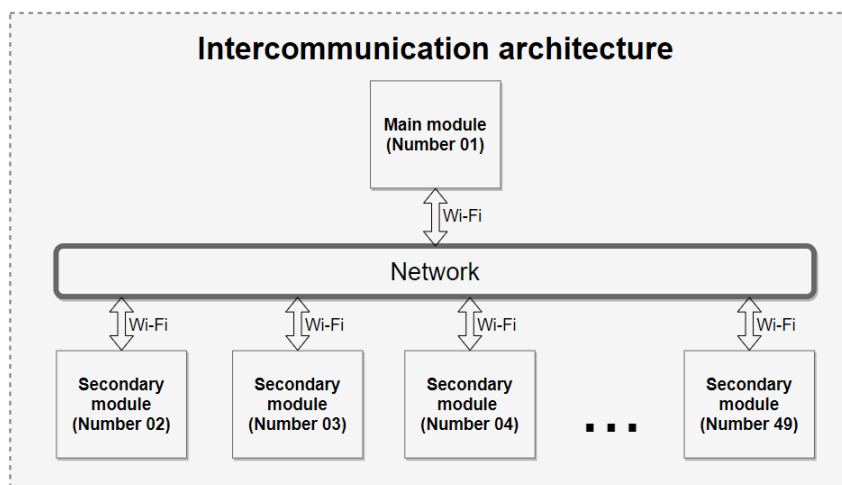 Intercommunication architecture
Main module
(Number 01)
Wi-Fi
Network
Wi-Fi
Wi-Fi
Wi-Fi
Wi-Fi
Secondary
module
(Number 02)
Secondary
module
(Number 03)
Secondary
module
(Number 04)
...
Secondary
module
(Number 49)